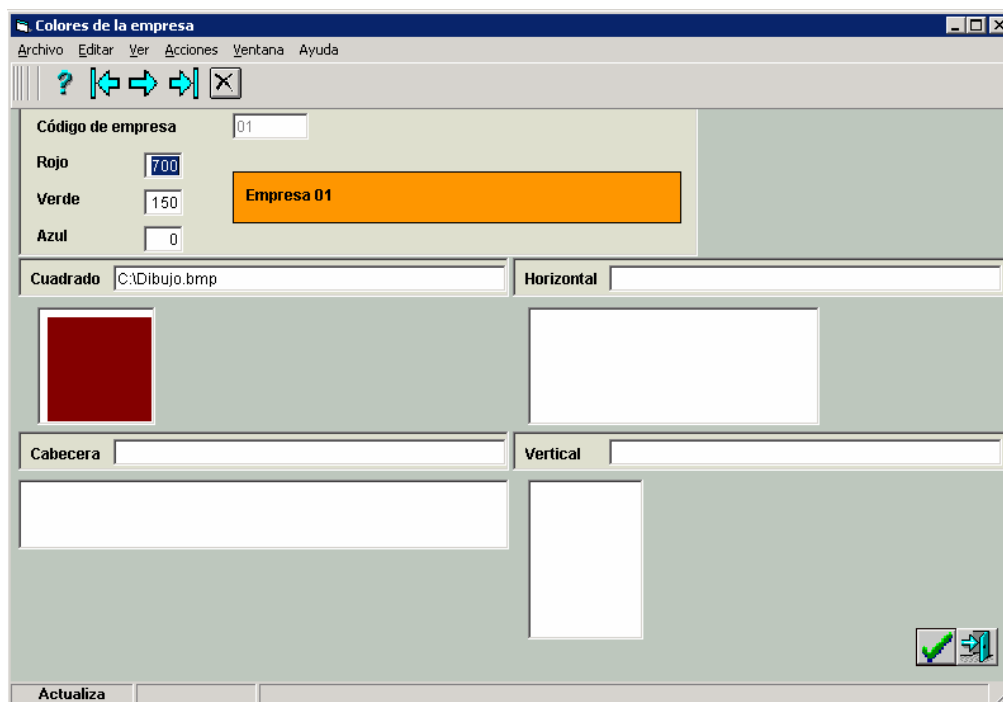 Colores de la empresa
Archivo Editar Ver Acciones Ventana Ayuda
?
Código de empresa 01
Rojo 700
Verde 150
Azul 0
Empresa 01
Cuadrado C:\Dibujo.bmp
Horizontal
Cabecera
Vertical
Actualiza